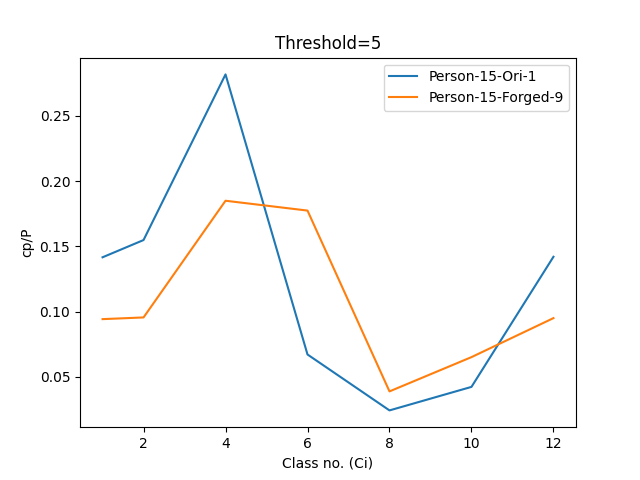 Threshold=5
Person-15-Ori-1
Person-15-Forged-9
cp/P
0.25
0.20
0.15
0.10
0.05
2 4 6 8 10 12
Class no. (Ci)